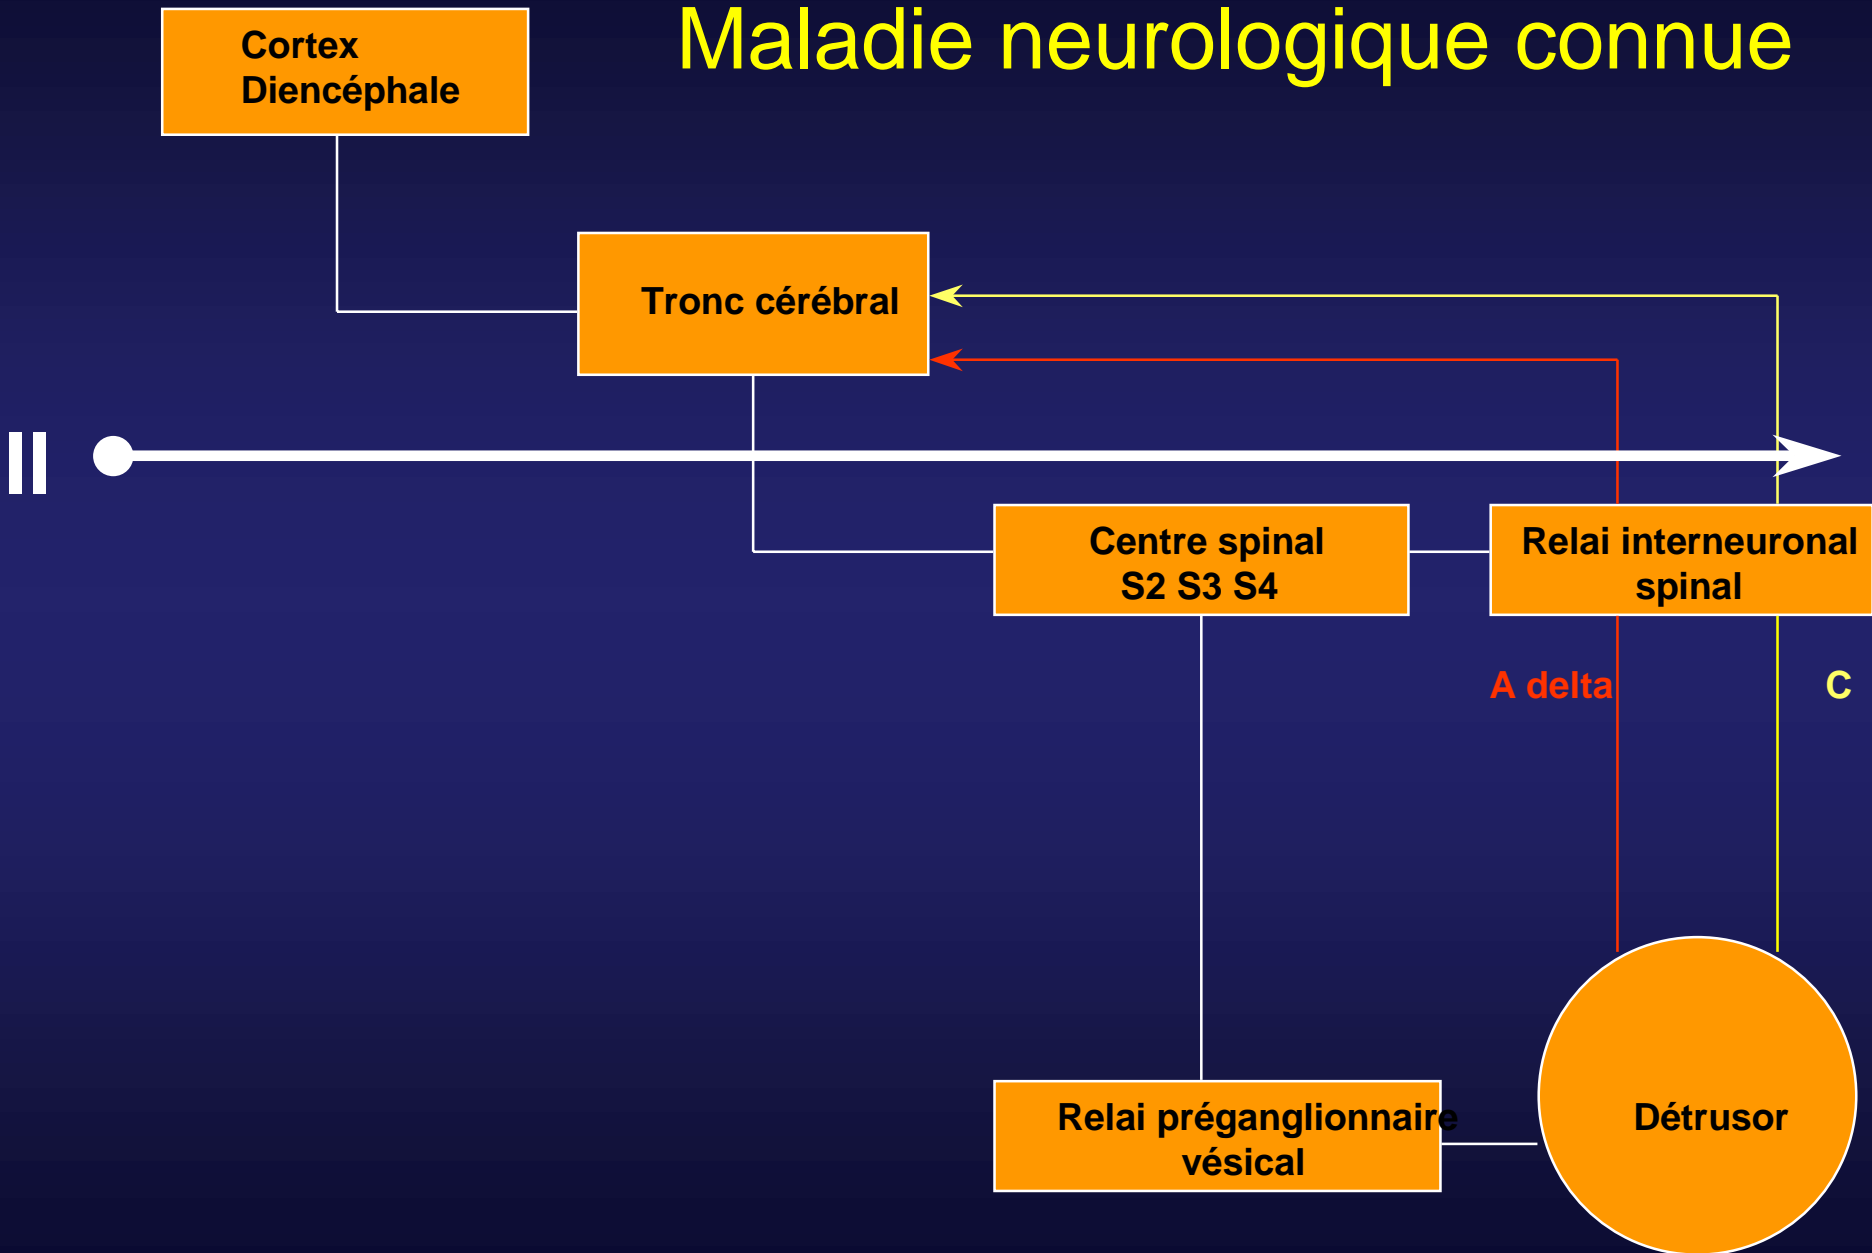 Maladie neurologique connue
Cortex
Diencéphale
Tronc cérébral
II
Centre spinal
S2 S3 S4
Relai interneuronal
spinal
A delta
C
Relai préganglionnaire
vésical
Détrusor